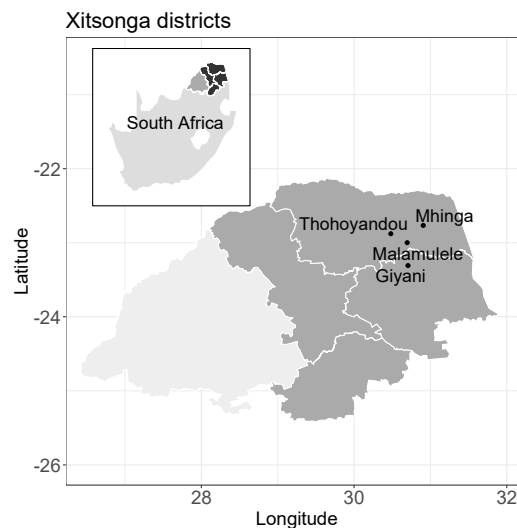 Xitsonga districts
South Africa
-22
-24
-26
Latitude
Thohoyandou
Mhinga
Malamulele
Giyani
28
30
32
Longitude